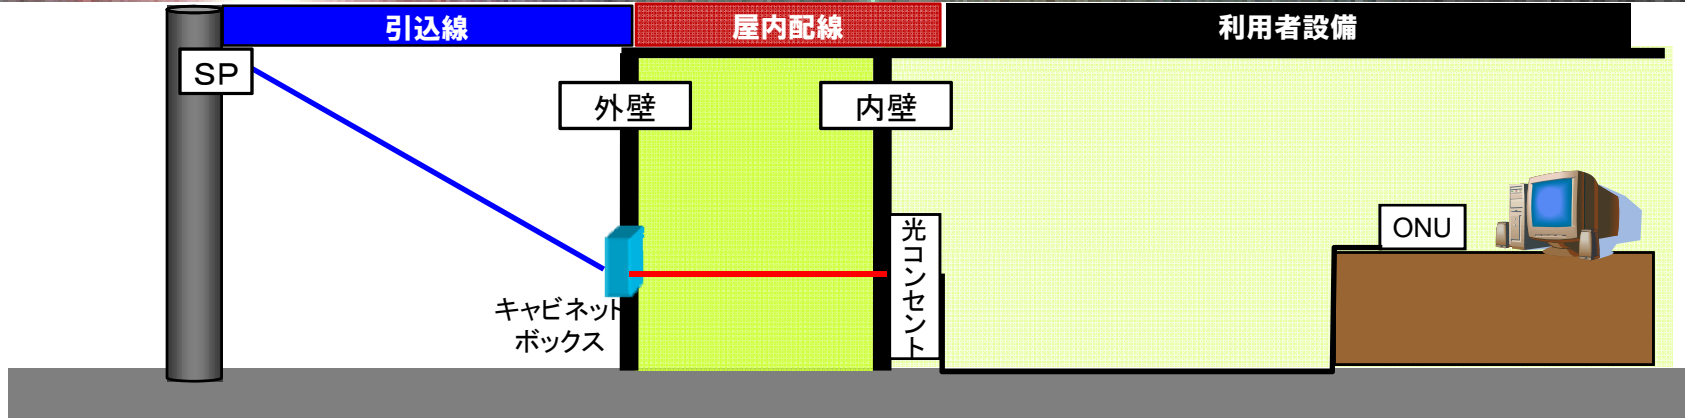 引込線
屋内配線
利用者設備
SP
外壁
内壁
光コンセント
ONU
キャビネット
ボックス